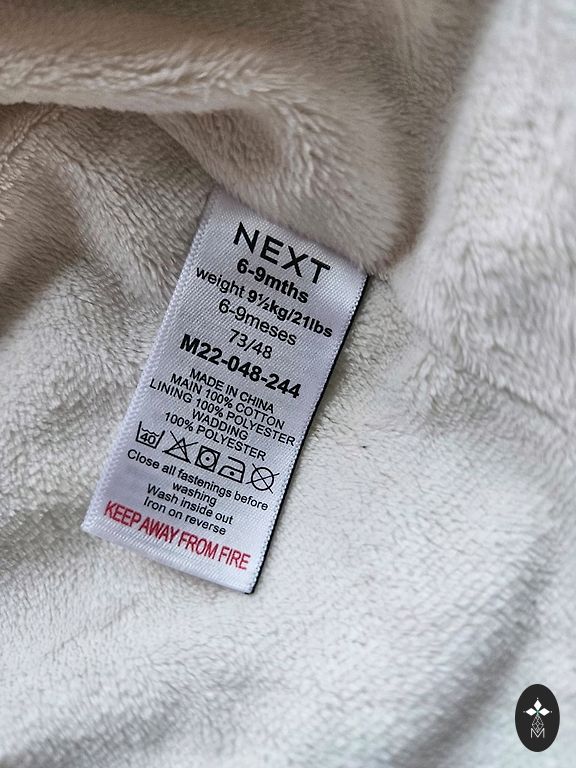 NEXT
6-9mths
weight 9½kg/21lbs
6-9meses
73/48
M22-048-244
MADE IN CHINA
MAIN 100% COTTON
LINING 100% POLYESTER
WADDING
100% POLYESTER
40
Close all fastenings before
washing
Wash inside out
Iron on reverse
KEEP AWAY FROM FIRE
M